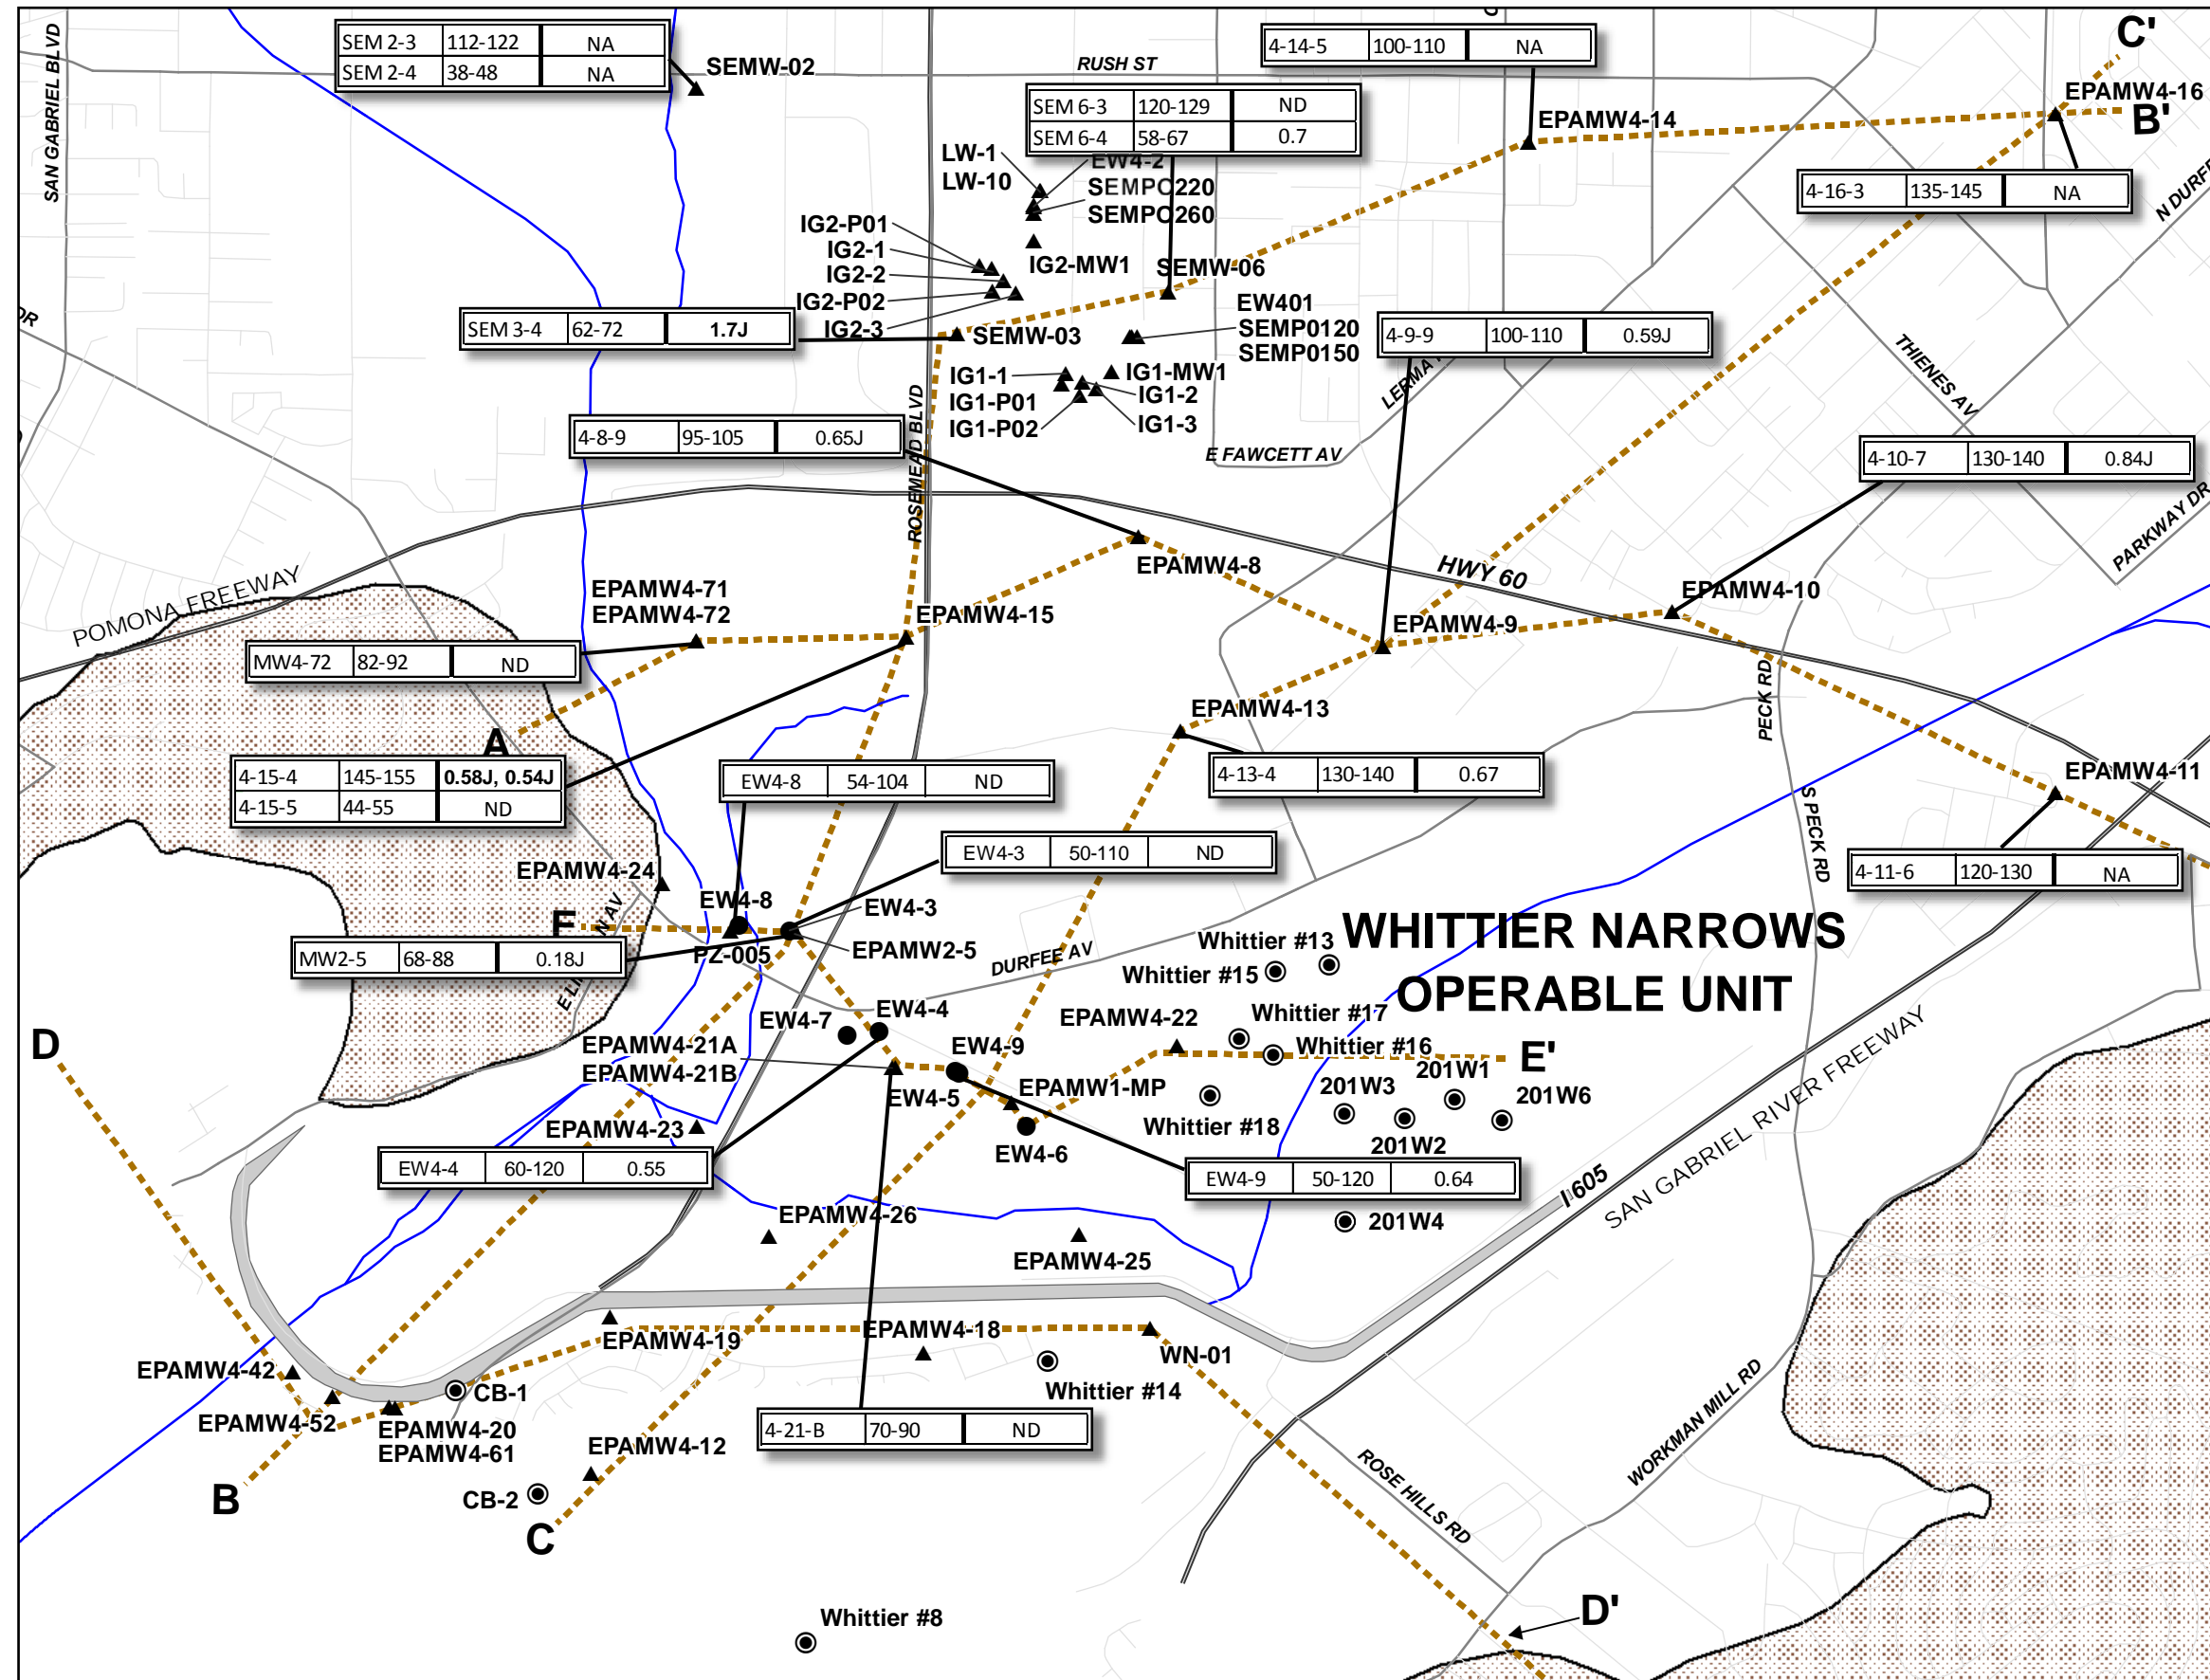 SAN GABRIEL BLVD
SEM 2-3 112-122 NA
SEM 2-4 38-48 NA
SEMW-02
RUSH ST
4-14-5 100-110 NA
C'
EPAMW4-16
B'
SEM 6-3 120-129 ND
SEM 6-4 58-67 0.7
EPAMW4-14
4-16-3 135-145 NA
LW-1
LW-10
EW4-2
SEMPO220
SEMPO260
IG2-P01
IG2-1
IG2-2
IG2-P02
IG2-3
IG2-MW1
SEMW-06
SEM 3-4 62-72 1.7J
SEMW-03
EW401
SEMP0120
SEMP0150
4-9-9 100-110 0.59J
DR
THIENES AV
IG1-1
IG1-P01
IG1-P02
IG1-MW1
IG1-2
IG1-3
4-8-9 95-105 0.65J
ROSEMEAD BLVD
E FAWCETT AV
4-10-7 130-140 0.84J
PARKWAY DR
POMONA FREEWAY
EPAMW4-71
EPAMW4-72
EPAMW4-15
EPAMW4-8
HWY 60
EPAMW4-9
EPAMW4-10
MW4-72 82-92 ND
PECK RD
A
EPAMW4-13
4-15-4 145-155 0.58J, 0.54J
4-15-5 44-55 ND
EW4-8 54-104 ND
4-13-4 130-140 0.67
EPAMW4-11
S PECK RD
EW4-3 50-110 ND
4-11-6 120-130 NA
EPAMW4-24
EW4-8
EW4-3
F
MW2-5 68-88 0.18J
PZ-005
EPAMW2-5
DURFEE AV
Whittier #13
Whittier #15
WHITTIER NARROWS
OPERABLE UNIT
D
EW4-7
EW4-4
EPAMW4-22
Whittier #17
EPAMW4-21A
EPAMW4-21B
EW4-9
Whittier #16
E'
EW4-5
EPAMW1-MP
201W3
201W1
201W6
EPAMW4-23
Whittier #18
201W2
EW4-6
EW4-4 60-120 0.55
EW4-9 50-120 0.64
I 605
SAN GABRIEL RIVER FREEWAY
201W4
EPAMW4-26
EPAMW4-25
EPAMW4-19
EPAMW4-18
WN-01
EPAMW4-42
CB-1
Whittier #14
EPAMW4-52
EPAMW4-20
EPAMW4-61
EPAMW4-12
4-21-B 70-90 ND
WORKMAN MILL RD
ROSE HILLS RD
B
CB-2
C
Whittier #8
D'